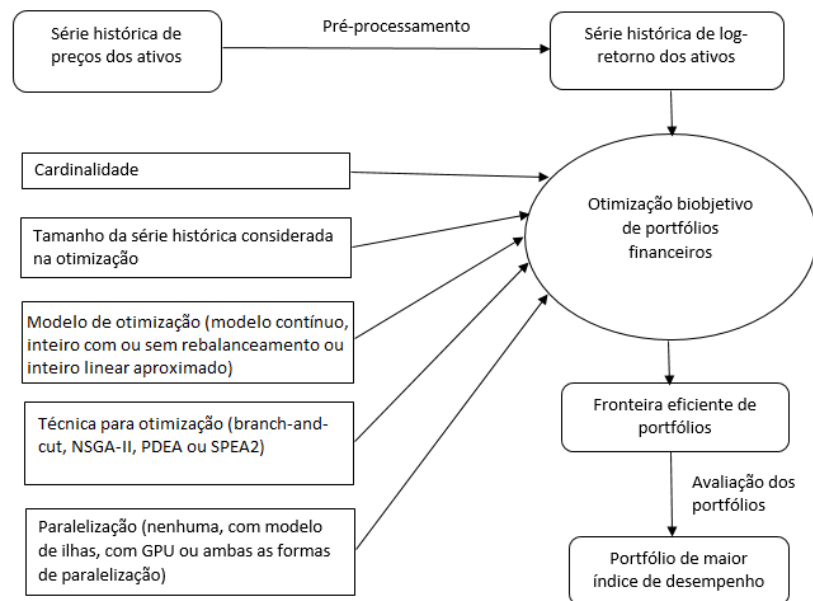 Série histórica de
preços dos ativos
Pré-processamento
Série histórica de log-
retorno dos ativos
Cardinalidade
Tamanho da série histórica considerada
na otimização
Modelo de otimização (modelo contínuo,
inteiro com ou sem rebalanceamento ou
inteiro linear aproximado)
Técnica para otimização (branch-and-
cut, NSGA-II, PDEA ou SPEA2)
Paralelização (nenhuma, com modelo
de ilhas, com GPU ou ambas as formas
de paralelização)
Otimização biobjetivo
de portfólios
financeiros
Fronteira eficiente de
portfólios
Avaliação dos
portfólios
Portfólio de maior
índice de desempenho